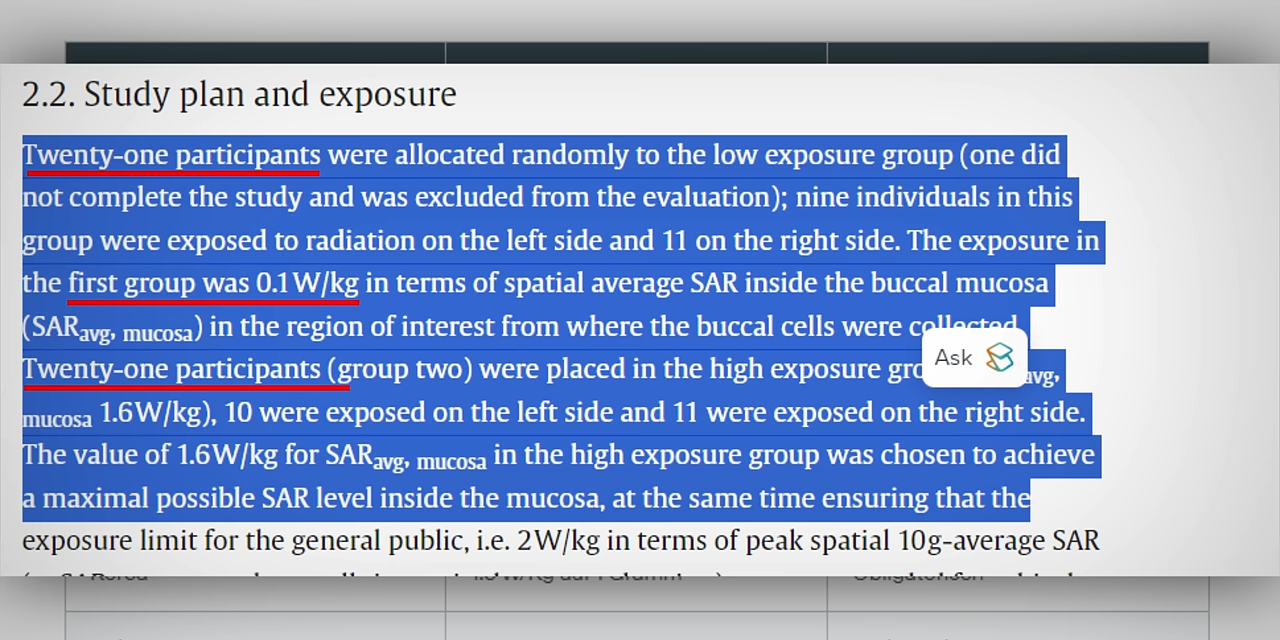 2.2. Study plan and exposure
Twenty-one participants were allocated randomly to the low exposure group (one did
not complete the study and was excluded from the evaluation); nine individuals in this
group were exposed to radiation on the left side and 11 on the right side. The exposure in
the first group was 0.1 W/kg in terms of spatial average SAR inside the buccal mucosa
(SARavg, mucosa) in the region of interest from where the buccal cells were collected.
Twenty-one participants (group two) were placed in the high exposure avg,
Ask
mucosa 1.6W/kg), 10 were exposed on the left side and 11 were exposed on the right side.
The value of 1.6W/kg for SARavg, mucosa in the high exposure group was chosen to achieve
a maximal possible SAR level inside the mucosa, at the same time ensuring that the
exposure limit for the general public, i.e. 2W/kg in terms of peak spatial 10g-average SAR